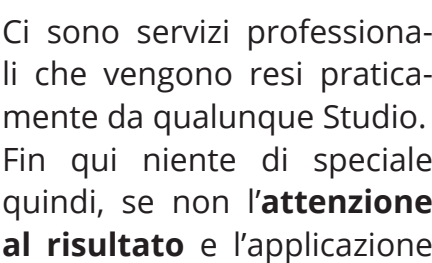 Ci sono servizi professiona-
li che vengono resi pratica-
mente da qualunque Studio.
Fin qui niente di speciale
quindi, se non l’attenzione
al risultato e l’applicazione